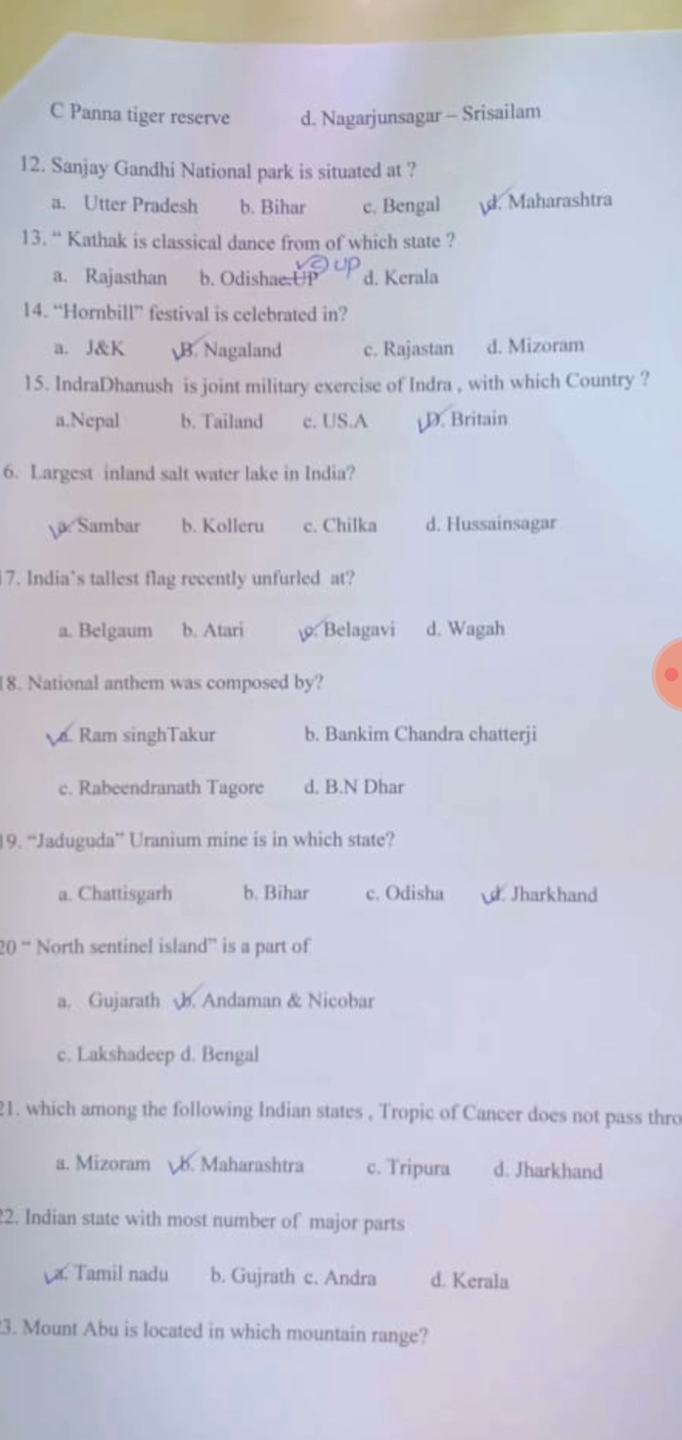 C Panna tiger reserve d. Nagarjunsagar – Srisailam
12. Sanjay Gandhi National park is situated at ?
a. Utter Pradesh b. Bihar c. Bengal d. Maharashtra
13. “ Kathak is classical dance from of which state ?
a. Rajasthan b. Odishac.UP c UP d. Kerala
14. “Hornbill” festival is celebrated in?
a. J&K B. Nagaland c. Rajastan d. Mizoram
15. IndraDhanush is joint military exercise of Indra , with which Country ?
a.Nepal b. Tailand c. US.A D. Britain
6. Largest inland salt water lake in India?
a. Sambar b. Kolleru c. Chilka d. Hussainsagar
17. India’s tallest flag recently unfurled at?
a. Belgaum b. Atari c. Belagavi d. Wagah
18. National anthem was composed by?
a. Ram singhTakur b. Bankim Chandra chatterji
c. Rabeendranath Tagore d. B.N Dhar
19. “Jaduguda” Uranium mine is in which state?
a. Chattisgarh b. Bihar c. Odisha d. Jharkhand
20 “ North sentinel island” is a part of
a. Gujarath b. Andaman & Nicobar
c. Lakshadeep d. Bengal
21. which among the following Indian states , Tropic of Cancer does not pass thro
a. Mizoram b. Maharashtra c. Tripura d. Jharkhand
22. Indian state with most number of major parts
a. Tamil nadu b. Gujrath c. Andra d. Kerala
23. Mount Abu is located in which mountain range?